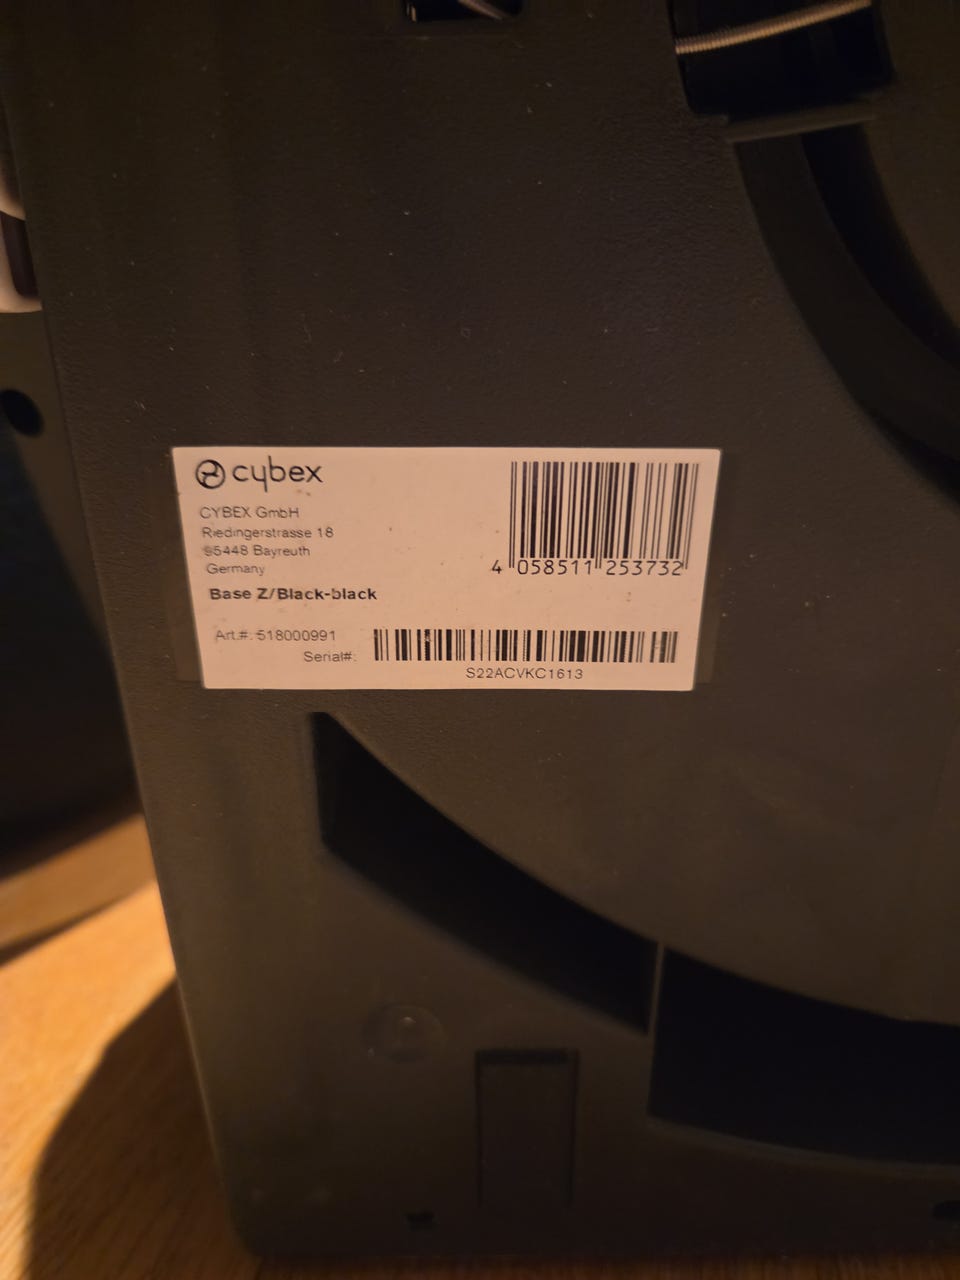 cybex
CYBEX GmbH
Riedingerstrasse 18
95448 Bayreuth
Germany
Base Z/Black-black
4 058511 253732
Art.#: 518000991
Serial#:
S22ACVKC1613